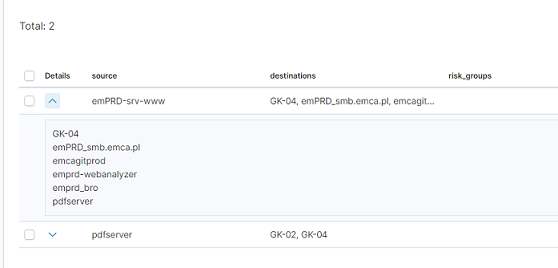 Total: 2
Details source destinations risk_groups
emPRD-srv-www GK-04, emPRD_smb.emca.pl, emcagit...
GK-04
emPRD_smb.emca.pl
emcagitprod
emprd-webanalyzer
emprd_bro
pdfserver
pdfserver GK-02, GK-04